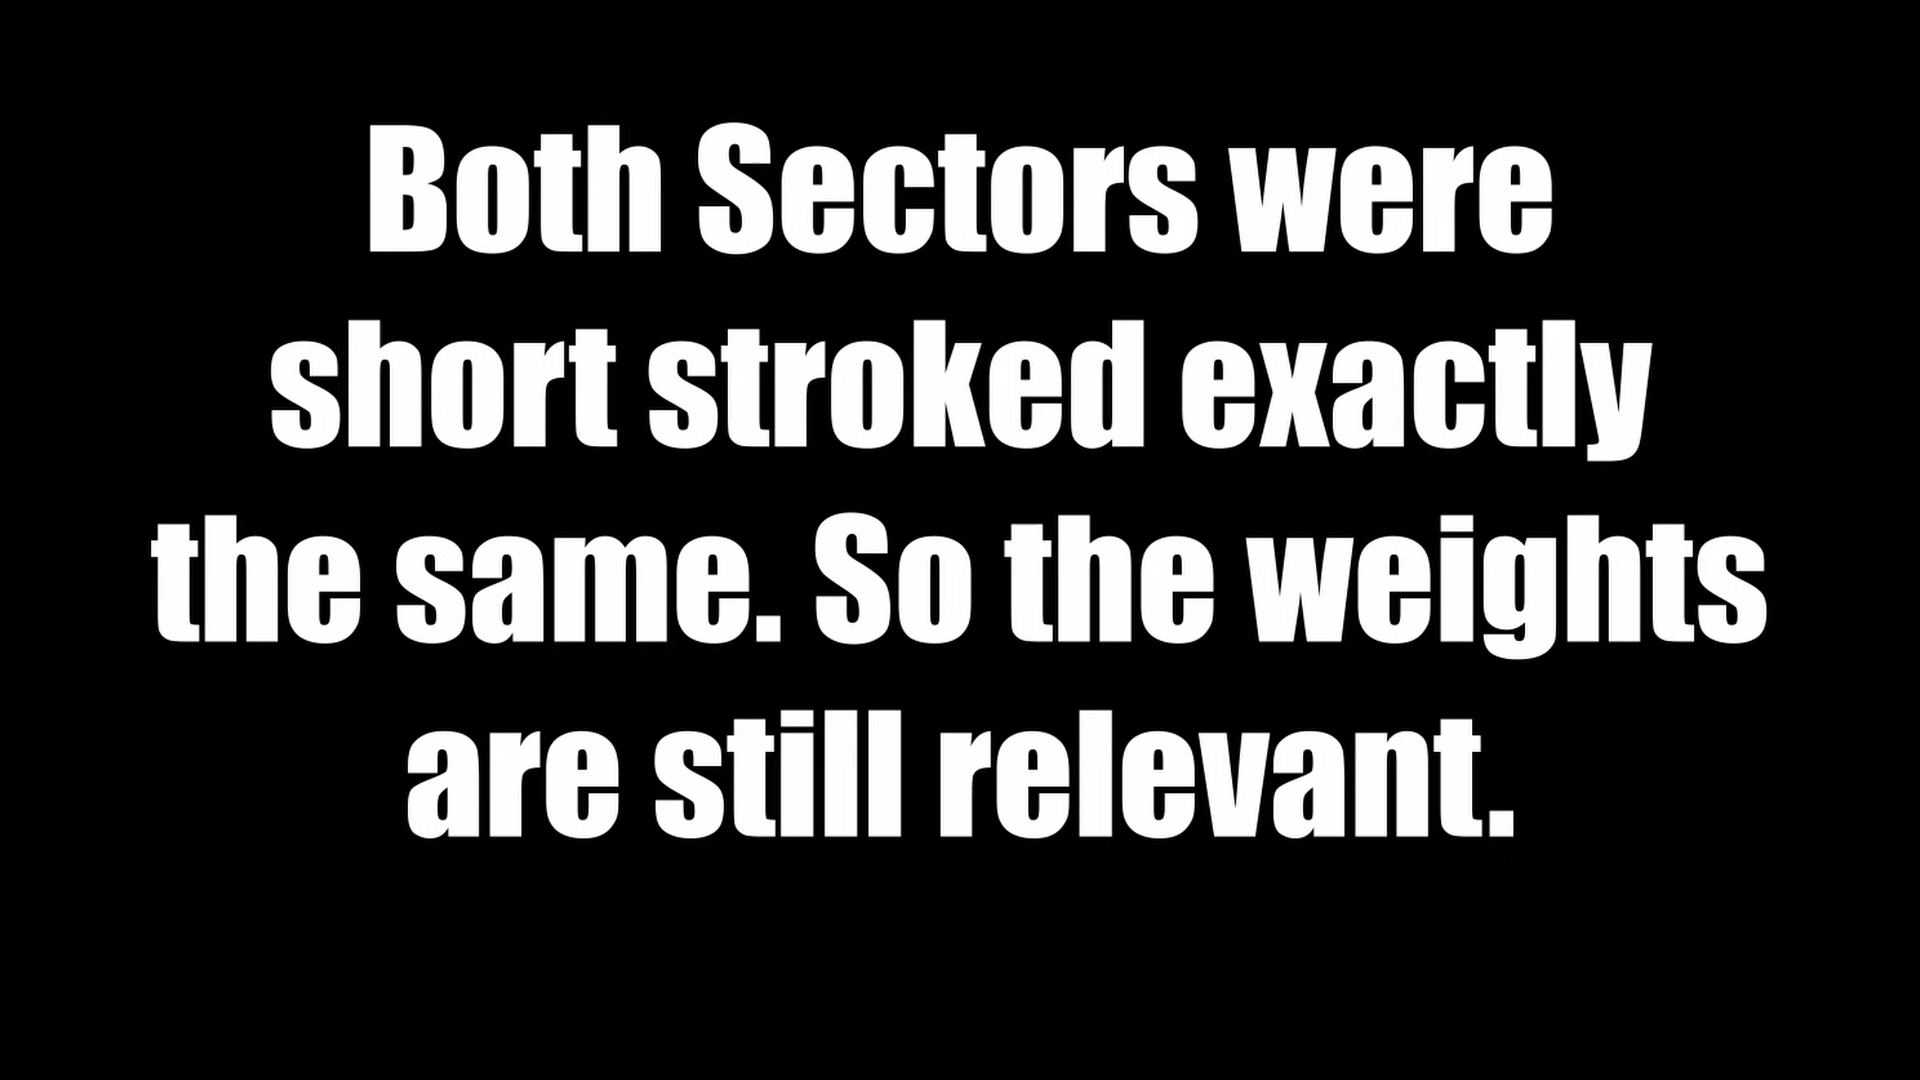 Both Sectors were
short stroked exactly
the same. So the weights
are still relevant.